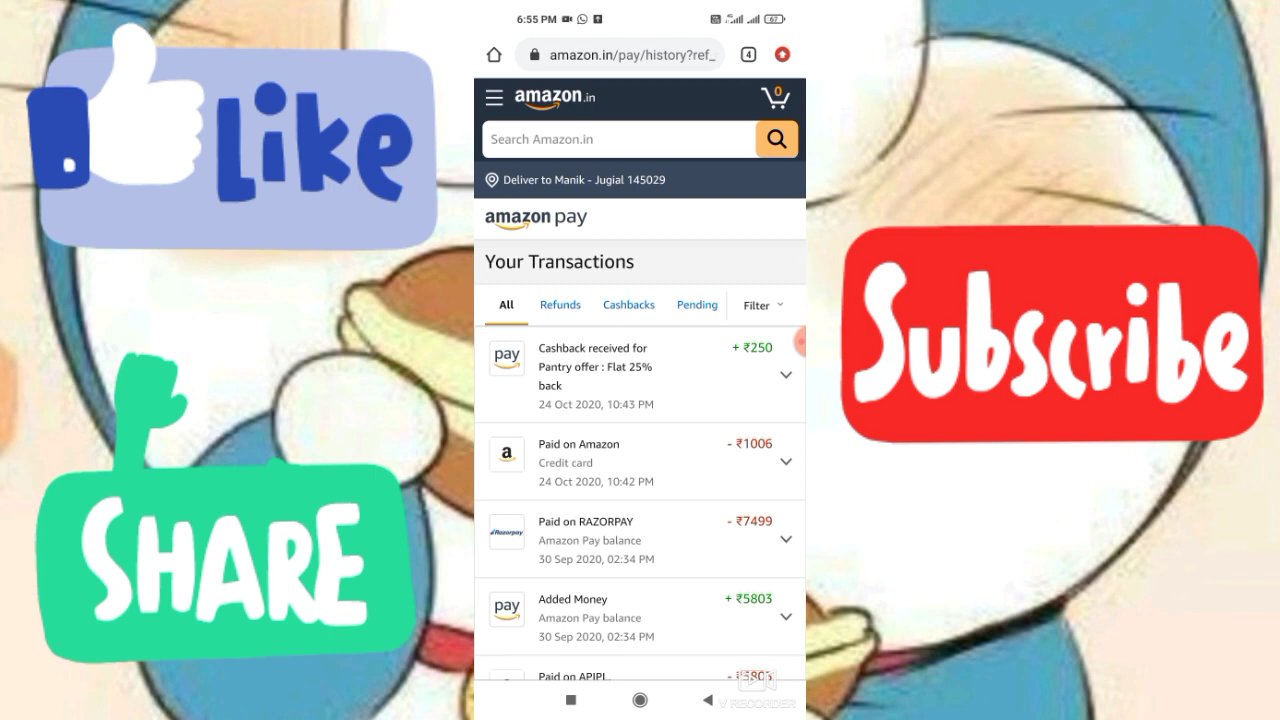 Like
SHARE
Subscribe
6:55 PM
67
amazon.in/pay/history?ref_
4
amazon.in
0
Search Amazon.in
Deliver to Manik - Jugial 145029
amazon pay
Your Transactions
All Refunds Cashbacks Pending Filter
pay
Cashback received for + ₹250
Pantry offer : Flat 25%
back
24 Oct 2020, 10:43 PM
a
Paid on Amazon - ₹1006
Credit card
24 Oct 2020, 10:42 PM
Razorpay
Paid on RAZORPAY - ₹7499
Amazon Pay balance
30 Sep 2020, 02:34 PM
pay
Added Money + ₹5803
Amazon Pay balance
30 Sep 2020, 02:34 PM
Paid on APIPL - ₹5803
V RECORDER